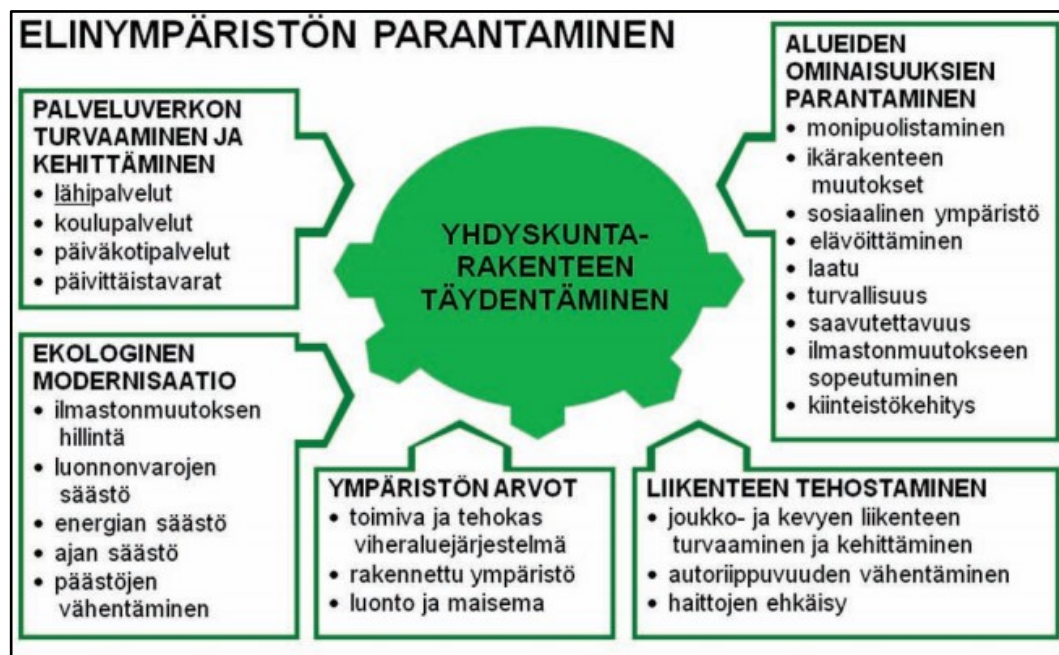 ELINYMPÄRISTÖN PARANTAMINEN
PALVELUVERKON
TURVAAMINEN JA
KEHITTÄMINEN
• lähipalvelut
• koulupalvelut
• päiväkotipalvelut
• päivittäistavarat
EKOLOGINEN
MODERNISAATIO
• ilmastonmuutoksen
hillintä
• luonnonvarojen
säästö
• energian säästö
• ajan säästö
• päästöjen
vähentäminen
YHDYSKUNTA-
RAKENTEEN
TÄYDENTÄMINEN
YMPÄRISTÖN ARVOT
• toimiva ja tehokas
viheraluejärjestelmä
• rakennettu ympäristö
• luonto ja maisema
ALUEIDEN
OMINAISUUKSIEN
PARANTAMINEN
• monipuolistaminen
• ikärakenteen
muutokset
• sosiaalinen ympäristö
• elävöittäminen
• laatu
• turvallisuus
• saavutettavuus
• ilmastonmuutokseen
sopeutuminen
• kiinteistökehitys
LIIKENTEEN TEHOSTAMINEN
• joukko- ja kevyen liikenteen
turvaaminen ja kehittäminen
• autoriippuvuuden vähentäminen
• haittojen ehkäisy